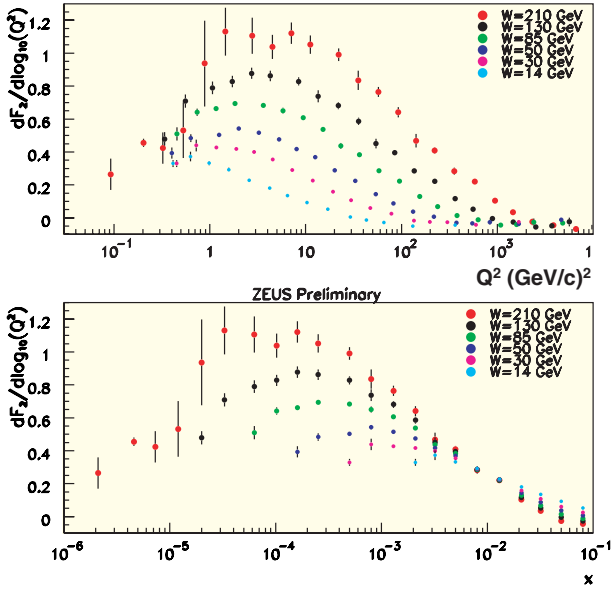 dF₂/dlog₁₀(Q²)
1.2
1
0.8
0.6
0.4
1.2
0
W=210 GeV
W=130 GeV
W=85 GeV
W=50 GeV
W=30 GeV
W=14 GeV
10⁻¹ 1 10 10² 10³
Q² (GeV/c)²
ZEUS Preliminary
dF₂/dlog₁₀(Q²)
1.2
1
0.8
0.6
0.4
1.2
0
W=210 GeV
W=130 GeV
W=85 GeV
W=50 GeV
W=30 GeV
W=14 GeV
10⁻⁶ 10⁻⁵ 10⁻⁴ 10⁻³ 10⁻² 10⁻¹
x